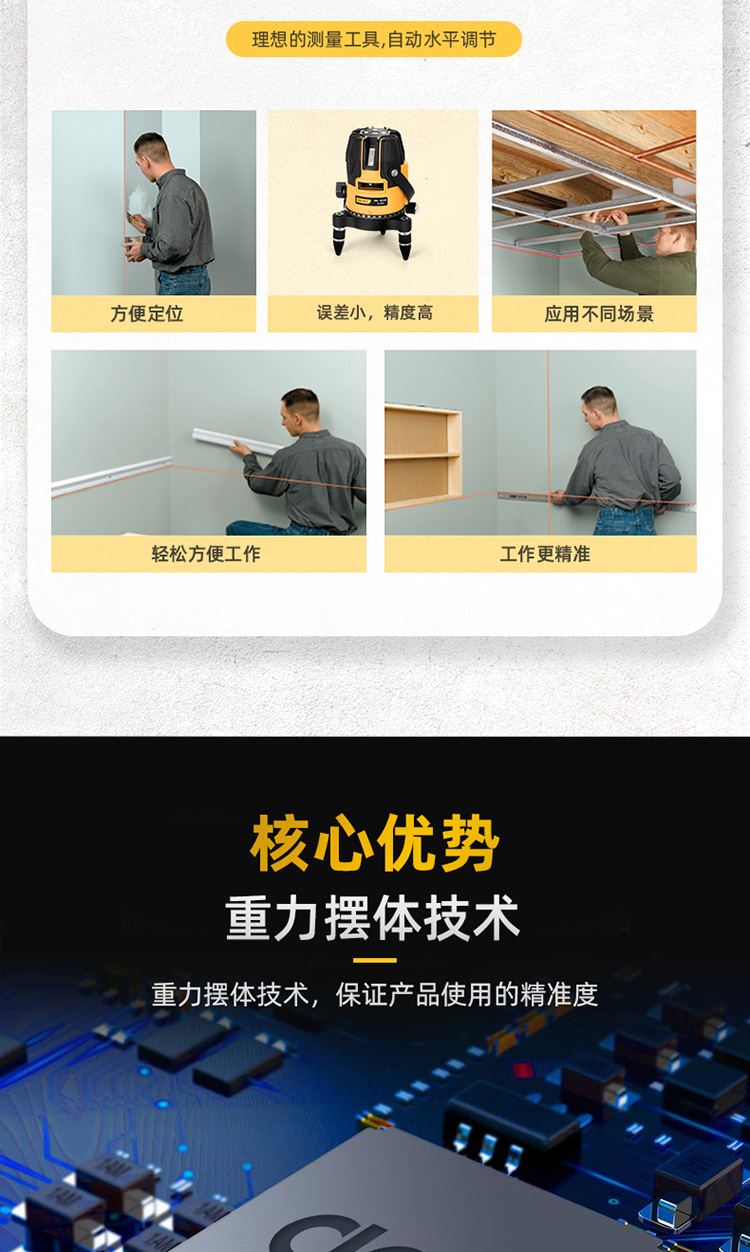 理想的测量工具,自动水平调节
方便定位
误差小，精度高
应用不同场景
轻松方便工作
工作更精准
核心优势
重力摆体技术
重力摆体技术，保证产品使用的精准度